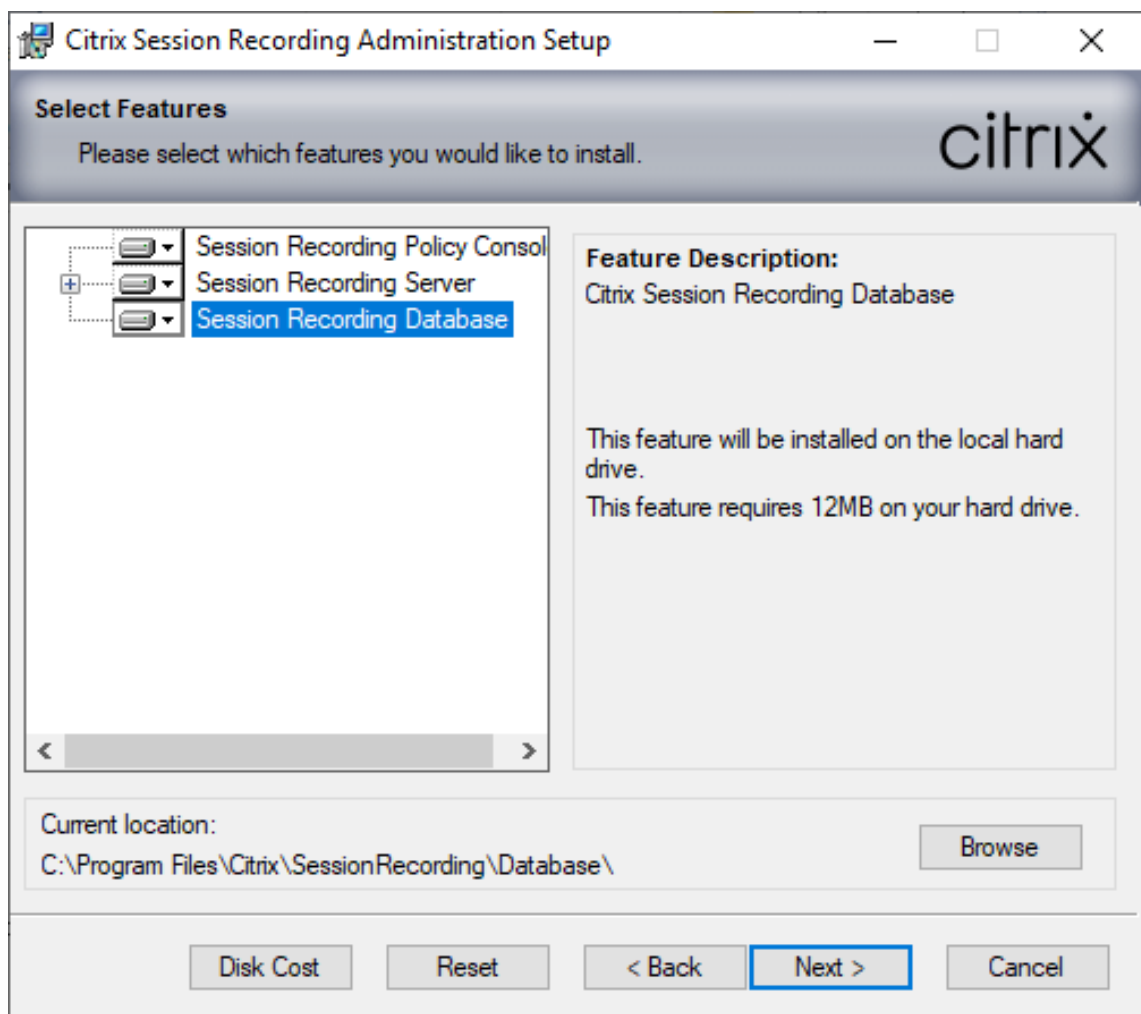 Citrix Session Recording Administration Setup
Select Features
Please select which features you would like to install.
citrix
Session Recording Policy Consol
Session Recording Server
Session Recording Database
Feature Description:
Citrix Session Recording Database
This feature will be installed on the local hard
drive.
This feature requires 12MB on your hard drive.
Current location:
C:\Program Files\Citrix\SessionRecording\Database\
Browse
Disk Cost
Reset
< Back
Next >
Cancel